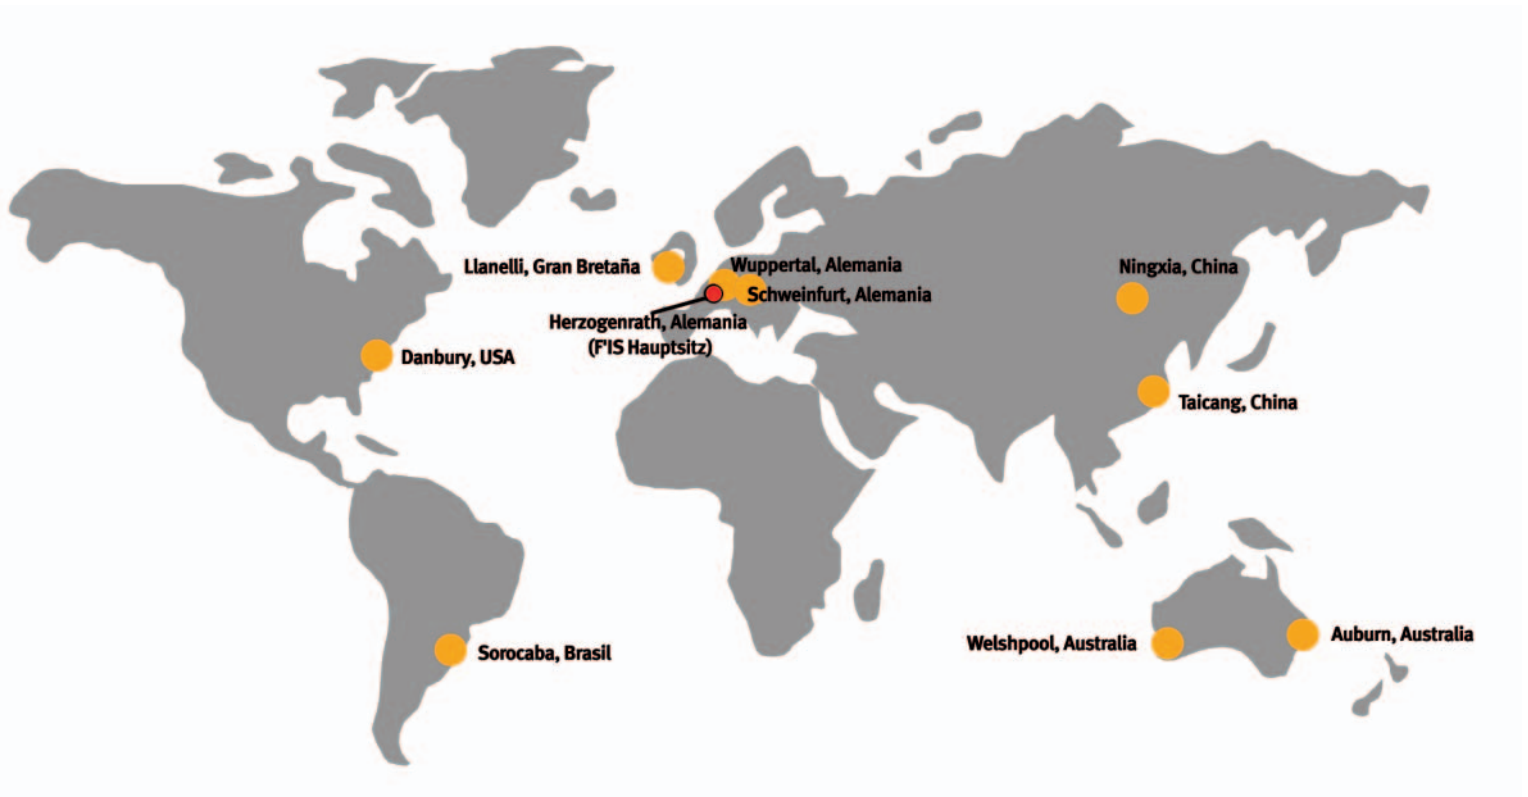 Llanelli, Gran Bretaña
Wuppertal, Alemania
Ningxia, China
Schweinfurt, Alemania
Herzogenrath, Alemania
(F'IS Hauptsitz)
Danbury, USA
Taicang, China
Sorocaba, Brasil
Welshpool, Australia
Auburn, Australia